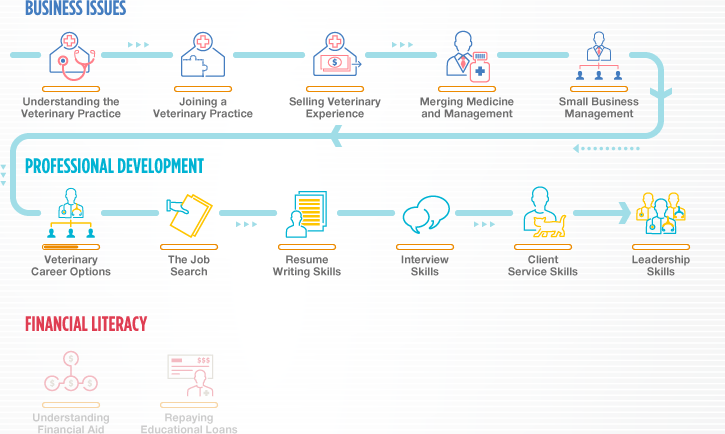 BUSINESS ISSUES
Understanding the
Veterinary Practice
Joining a
Veterinary Practice
Selling Veterinary
Experience
Merging Medicine
and Management
Small Business
Management
PROFESSIONAL DEVELOPMENT
Veterinary
Career Options
The Job
Search
Resume
Writing Skills
Interview
Skills
Client
Service Skills
Leadership
Skills
FINANCIAL LITERACY
$$$
Understanding
Financial Aid
Repaying
Educational Loans